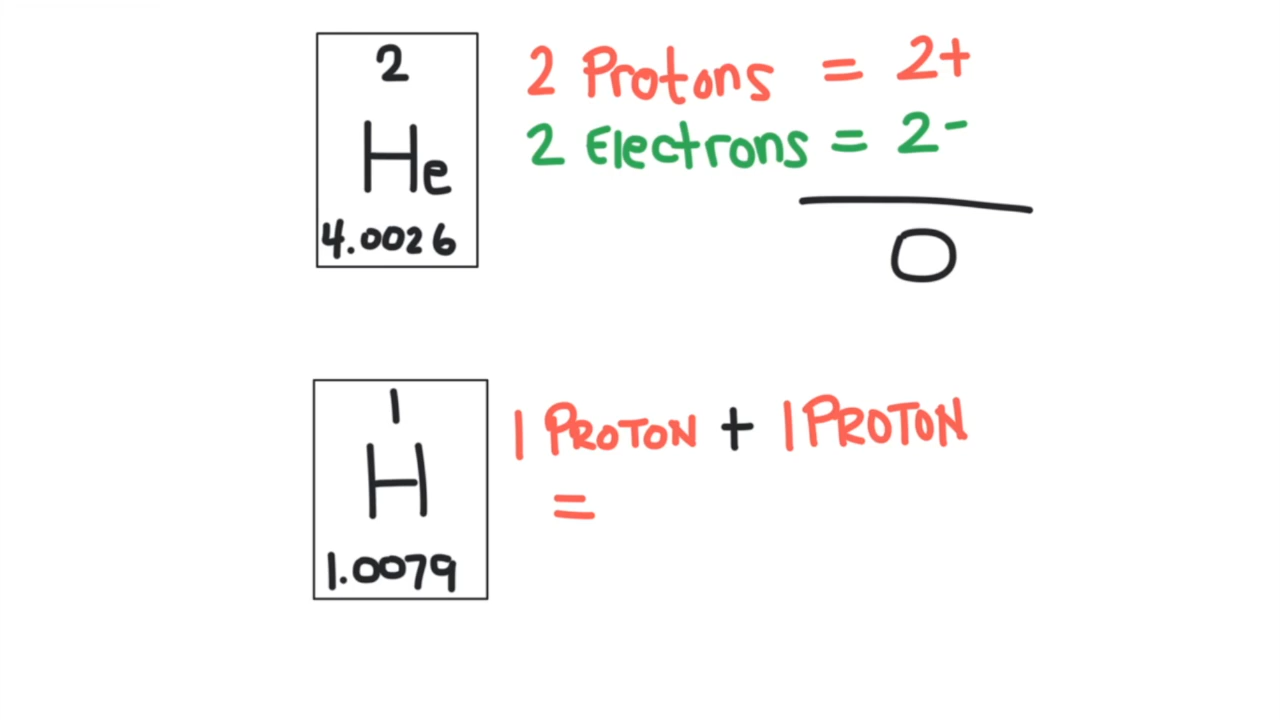 2
He
4.0026
2 Protons = 2+
2 Electrons = 2-
0
1
H
1.0079
1 PROTON + 1 PROTON
=